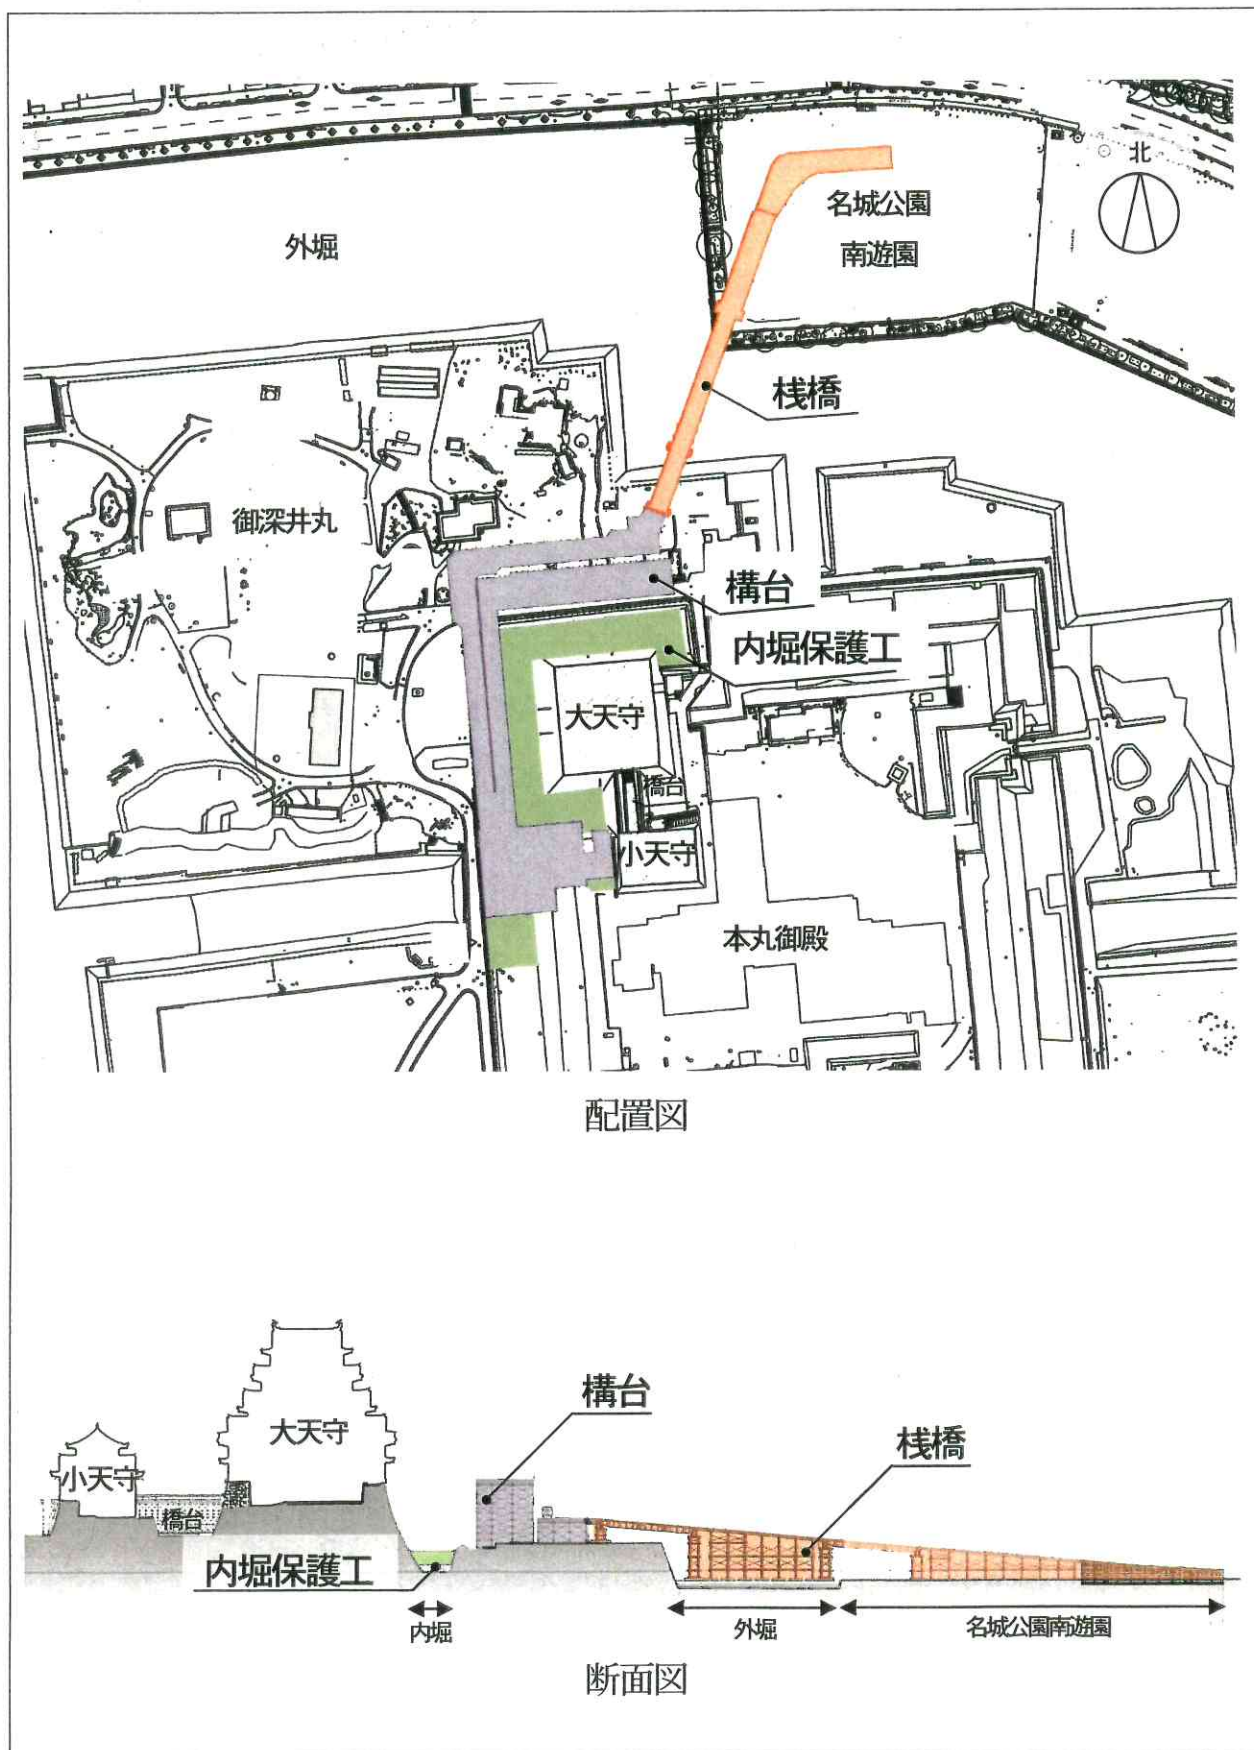 北
名城公園
南遊園
外堀
桟橋
御深井丸
構台
内堀保護工
大天守
橋台
小天守
本丸御殿
配置図
構台
大天守
桟橋
小天守
橋台
内堀保護工
内堀
外堀
名城公園南遊園
断面図